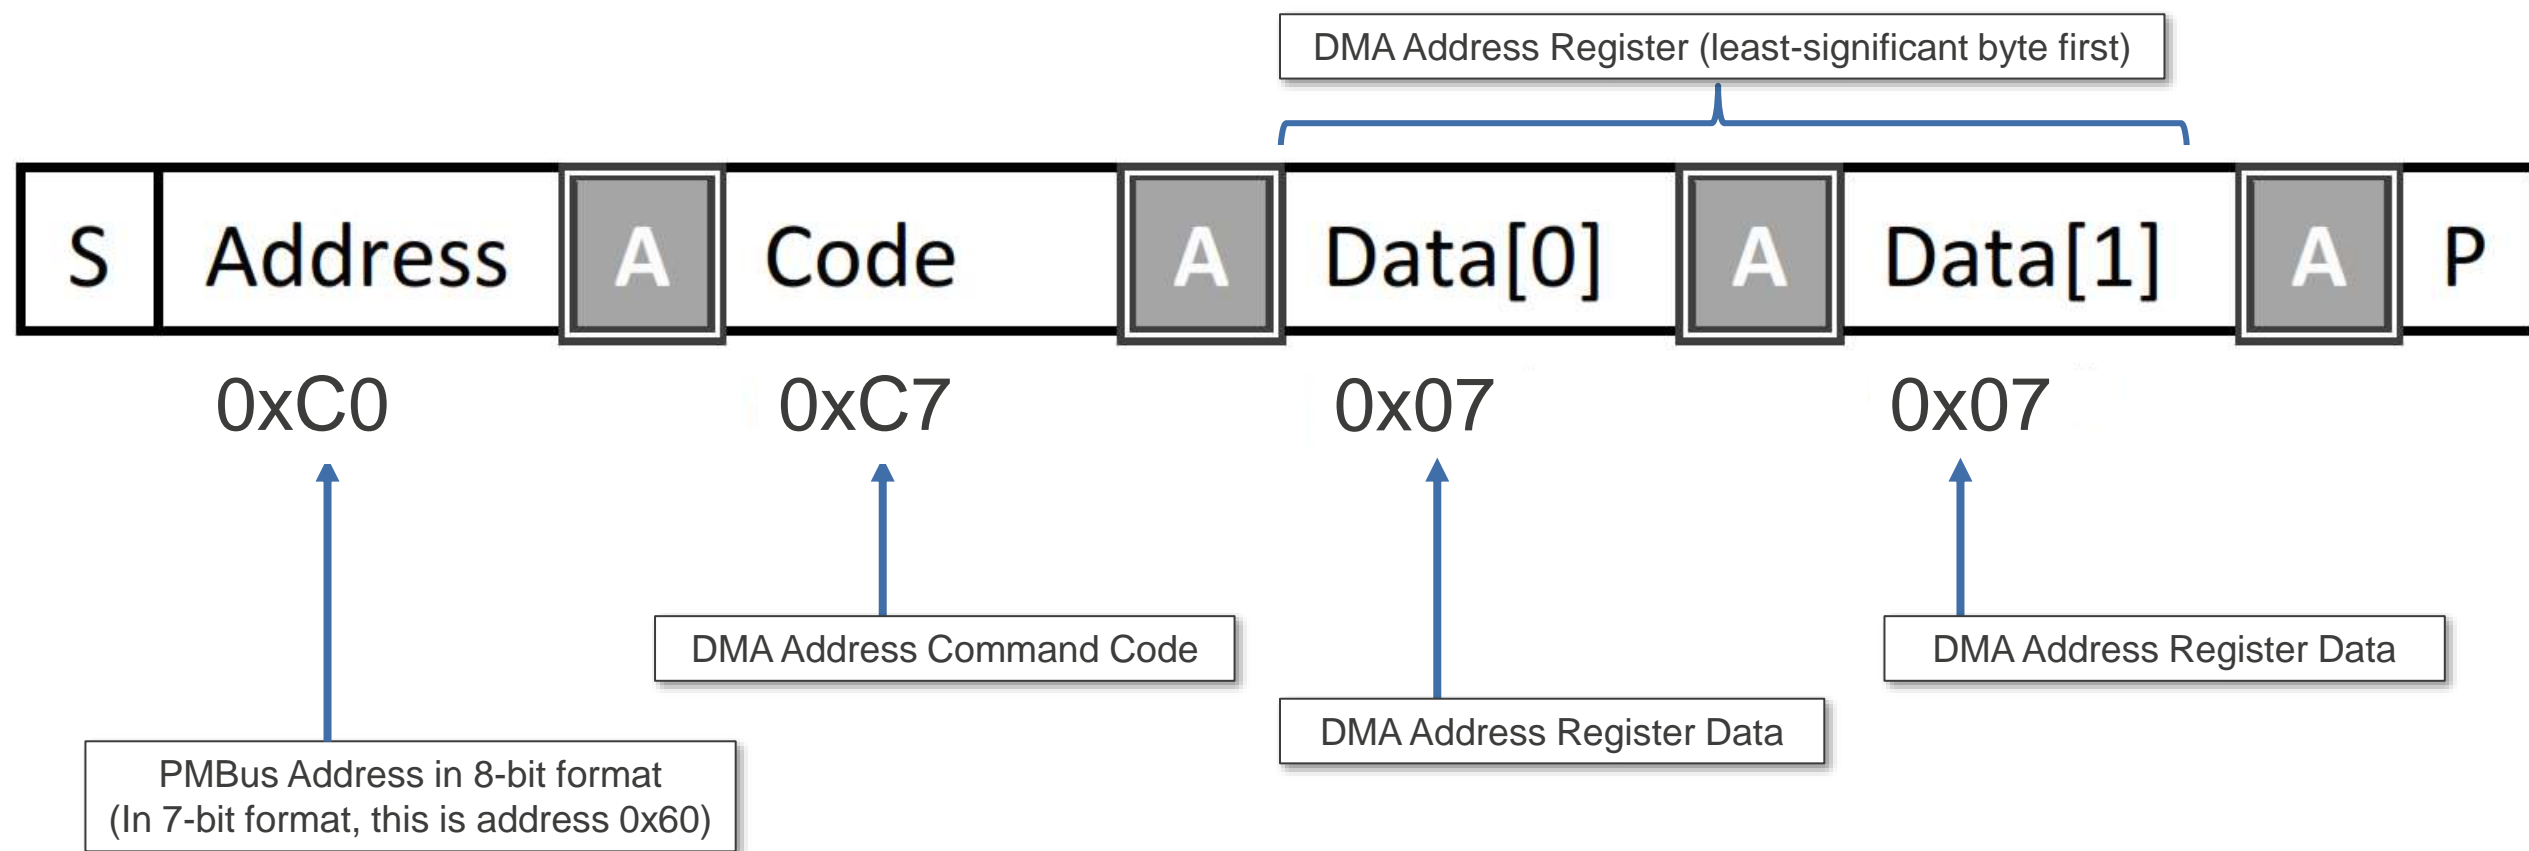 DMA Address Register (least-significant byte first)
S Address A Code A Data[0] A Data[1] A P
0xC0 0xC7 0x07 0x07
DMA Address Command Code
DMA Address Register Data
DMA Address Register Data
PMBus Address in 8-bit format
(In 7-bit format, this is address 0x60)